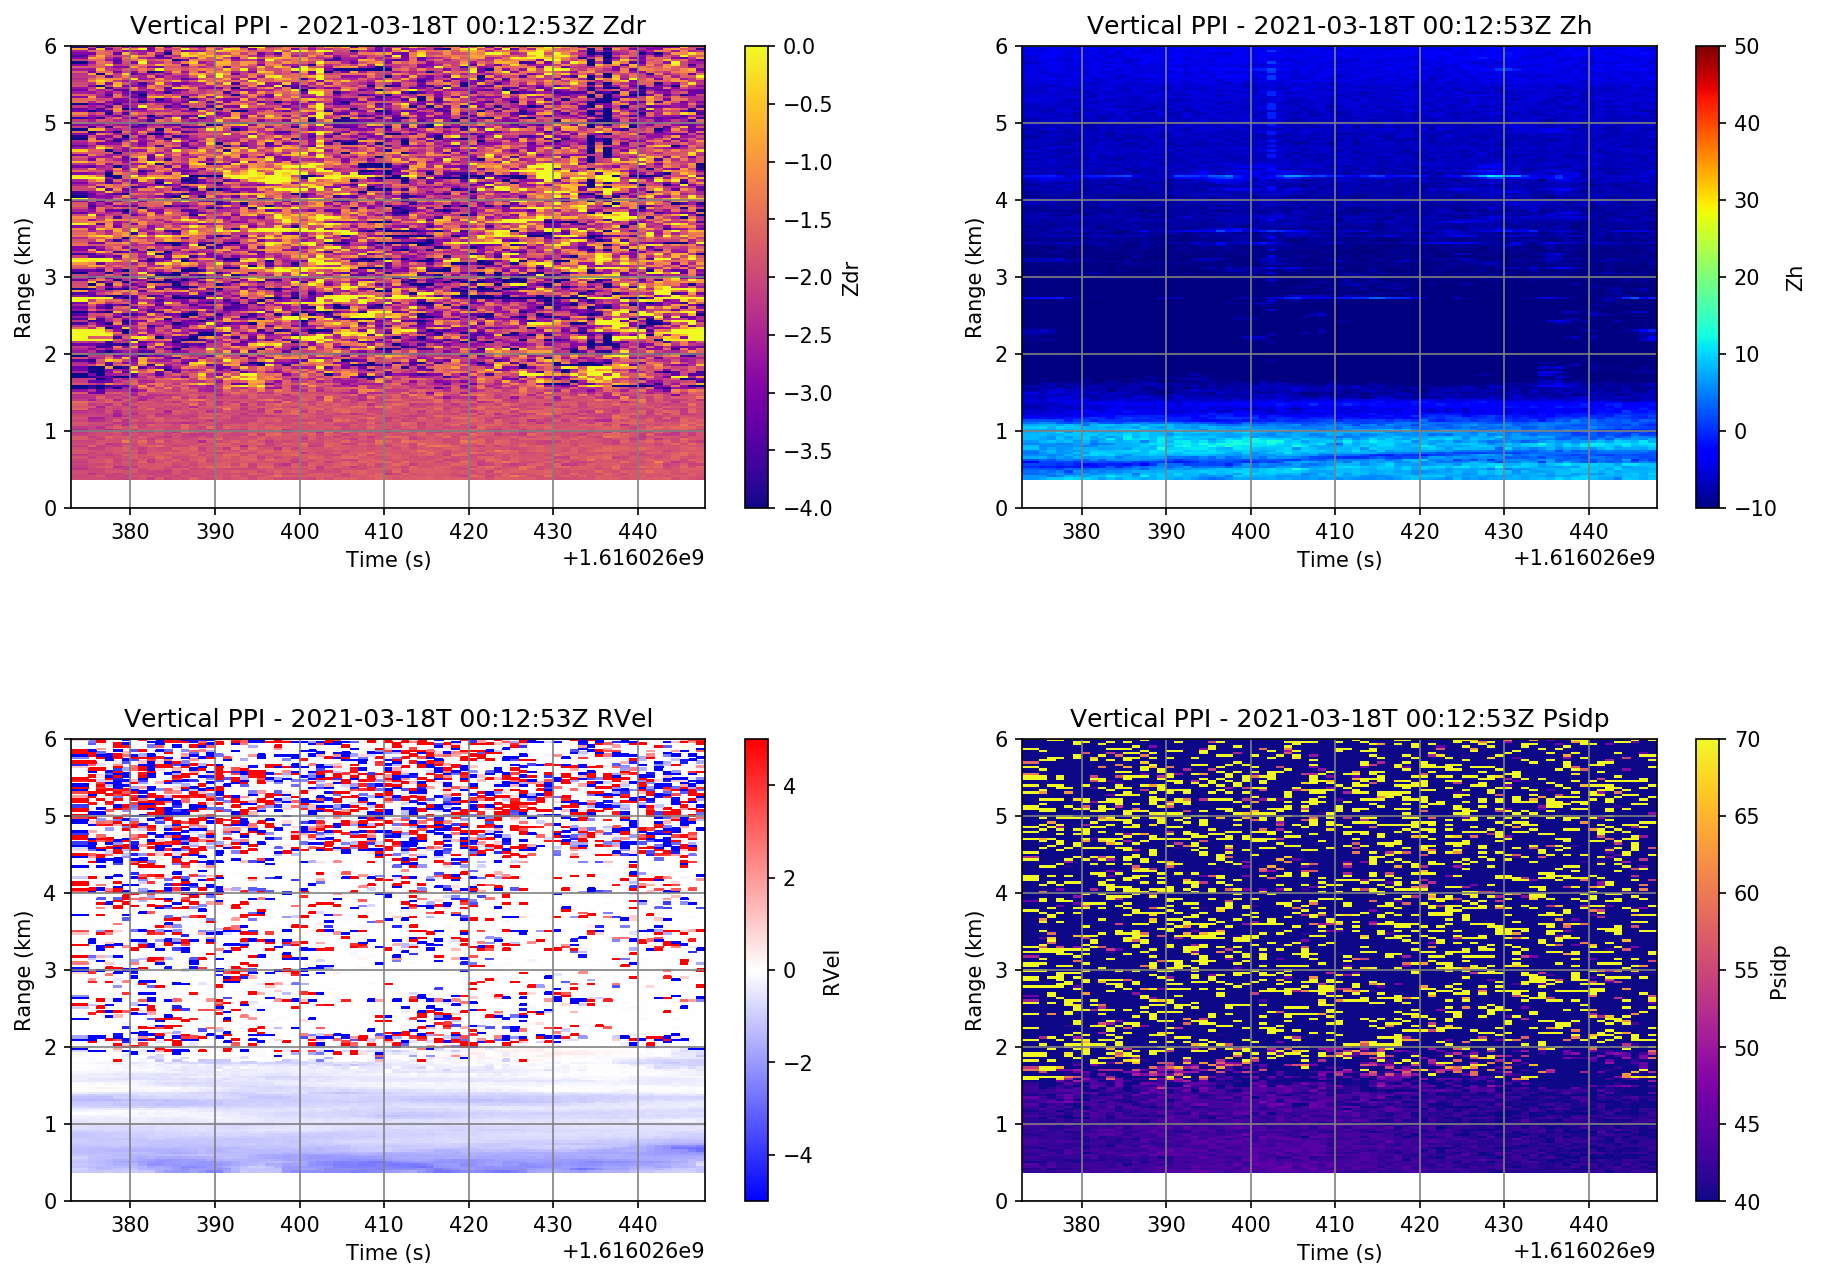 Vertical PPI - 2021-03-18T 00:12:53Z Zdr
6
5
4
3
2
1
0
Range (km)
380 390 400 410 420 430 440
Time (s)
+1.616026e9
0.0
−0.5
−1.0
−1.5
−2.0
−2.5
−3.0
−3.5
−4.0
Zdr
Vertical PPI - 2021-03-18T 00:12:53Z Zh
6
5
4
3
2
1
0
Range (km)
380 390 400 410 420 430 440
Time (s)
+1.616026e9
50
40
30
20
10
0
−10
Zh
Vertical PPI - 2021-03-18T 00:12:53Z RVel
6
5
4
3
2
1
0
Range (km)
380 390 400 410 420 430 440
Time (s)
+1.616026e9
4
2
0
−2
−4
RVel
Vertical PPI - 2021-03-18T 00:12:53Z Psidp
6
5
4
3
2
1
0
Range (km)
380 390 400 410 420 430 440
Time (s)
+1.616026e9
70
65
60
55
50
45
40
Psidp